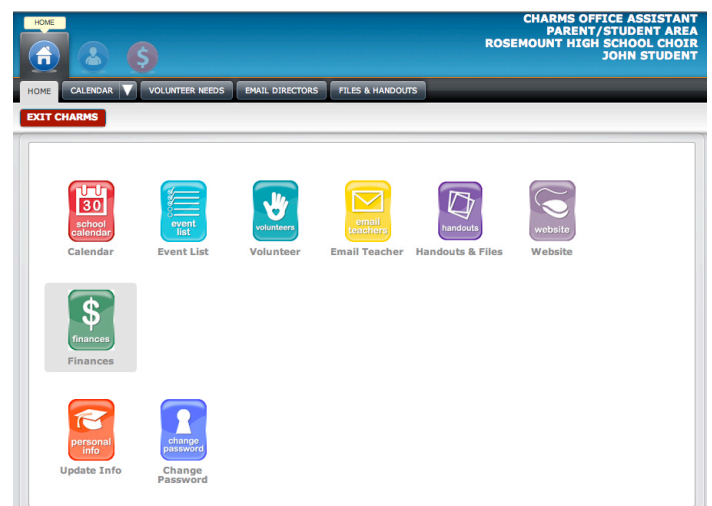 HOME
CHARMS OFFICE ASSISTANT
PARENT/STUDENT AREA
ROSEMOUNT HIGH SCHOOL CHOIR
JOHN STUDENT
$
HOME CALENDAR VOLUNTEER NEEDS EMAIL DIRECTORS FILES & HANDOUTS
EXIT CHARMS
30
school
calendar
Calendar
event
list
Event List
volunteers
Volunteer
email
teachers
Email Teacher
handouts
Handouts & Files
website
Website
$
finances
Finances
personal
info
Update Info
change
password
Change
Password